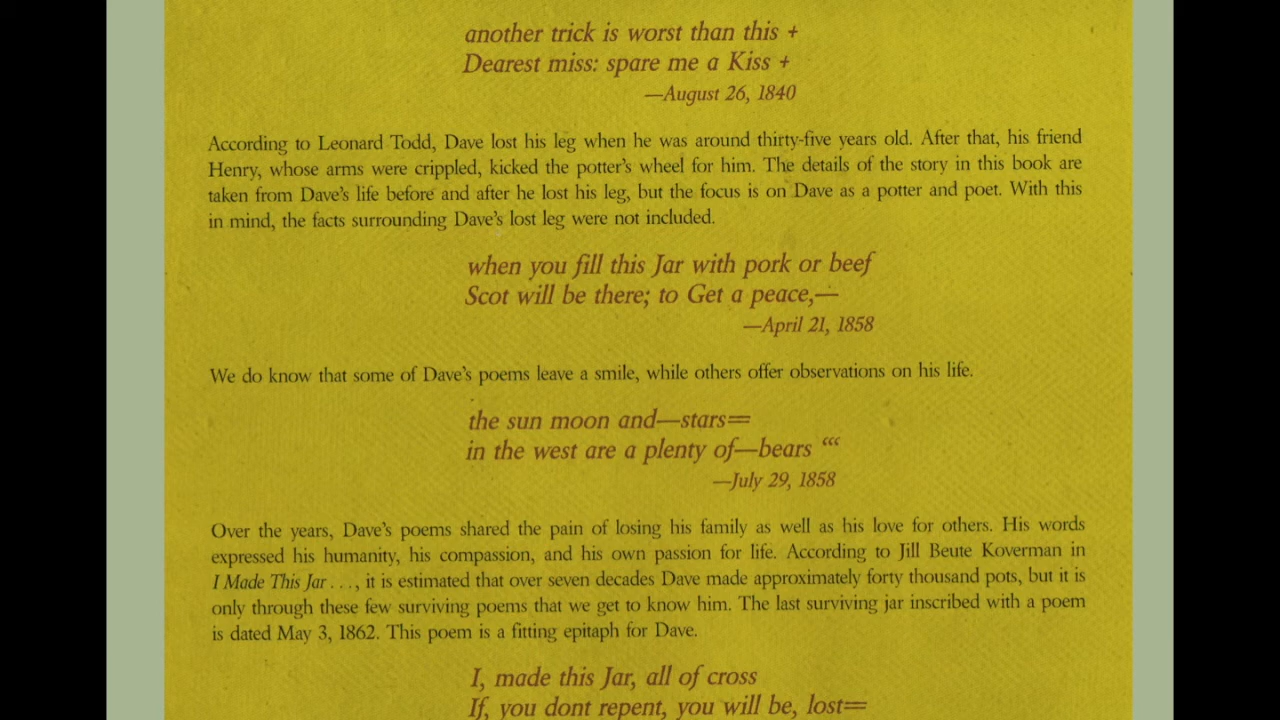 another trick is worst than this +
Dearest miss: spare me a Kiss +
—August 26, 1840
According to Leonard Todd, Dave lost his leg when he was around thirty-five years old. After that, his friend
Henry, whose arms were crippled, kicked the potter's wheel for him. The details of the story in this book are
taken from Dave's life before and after he lost his leg, but the focus is on Dave as a potter and poet. With this
in mind, the facts surrounding Dave's lost leg were not included.
when you fill this Jar with pork or beef
Scot will be there; to Get a peace,—
—April 21, 1858
We do know that some of Dave's poems leave a smile, while others offer observations on his life.
the sun moon and—stars=
in the west are a plenty of—bears “‘
—July 29, 1858
Over the years, Dave's poems shared the pain of losing his family as well as his love for others. His words
expressed his humanity, his compassion, and his own passion for life. According to Jill Beute Koverman in
I Made This Jar . . . , it is estimated that over seven decades Dave made approximately forty thousand pots, but it is
only through these few surviving poems that we get to know him. The last surviving jar inscribed with a poem
is dated May 3, 1862. This poem is a fitting epitaph for Dave.
I, made this Jar, all of cross
If, you dont repent, you will be, lost=